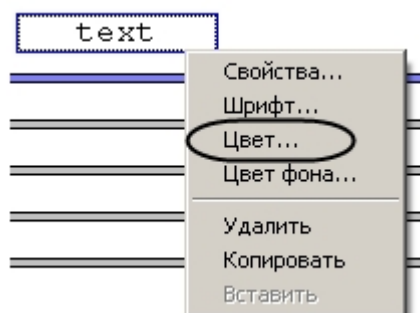 text
Свойства...
Шрифт...
Цвет...
Цвет фона...
Удалить
Копировать
Вставить